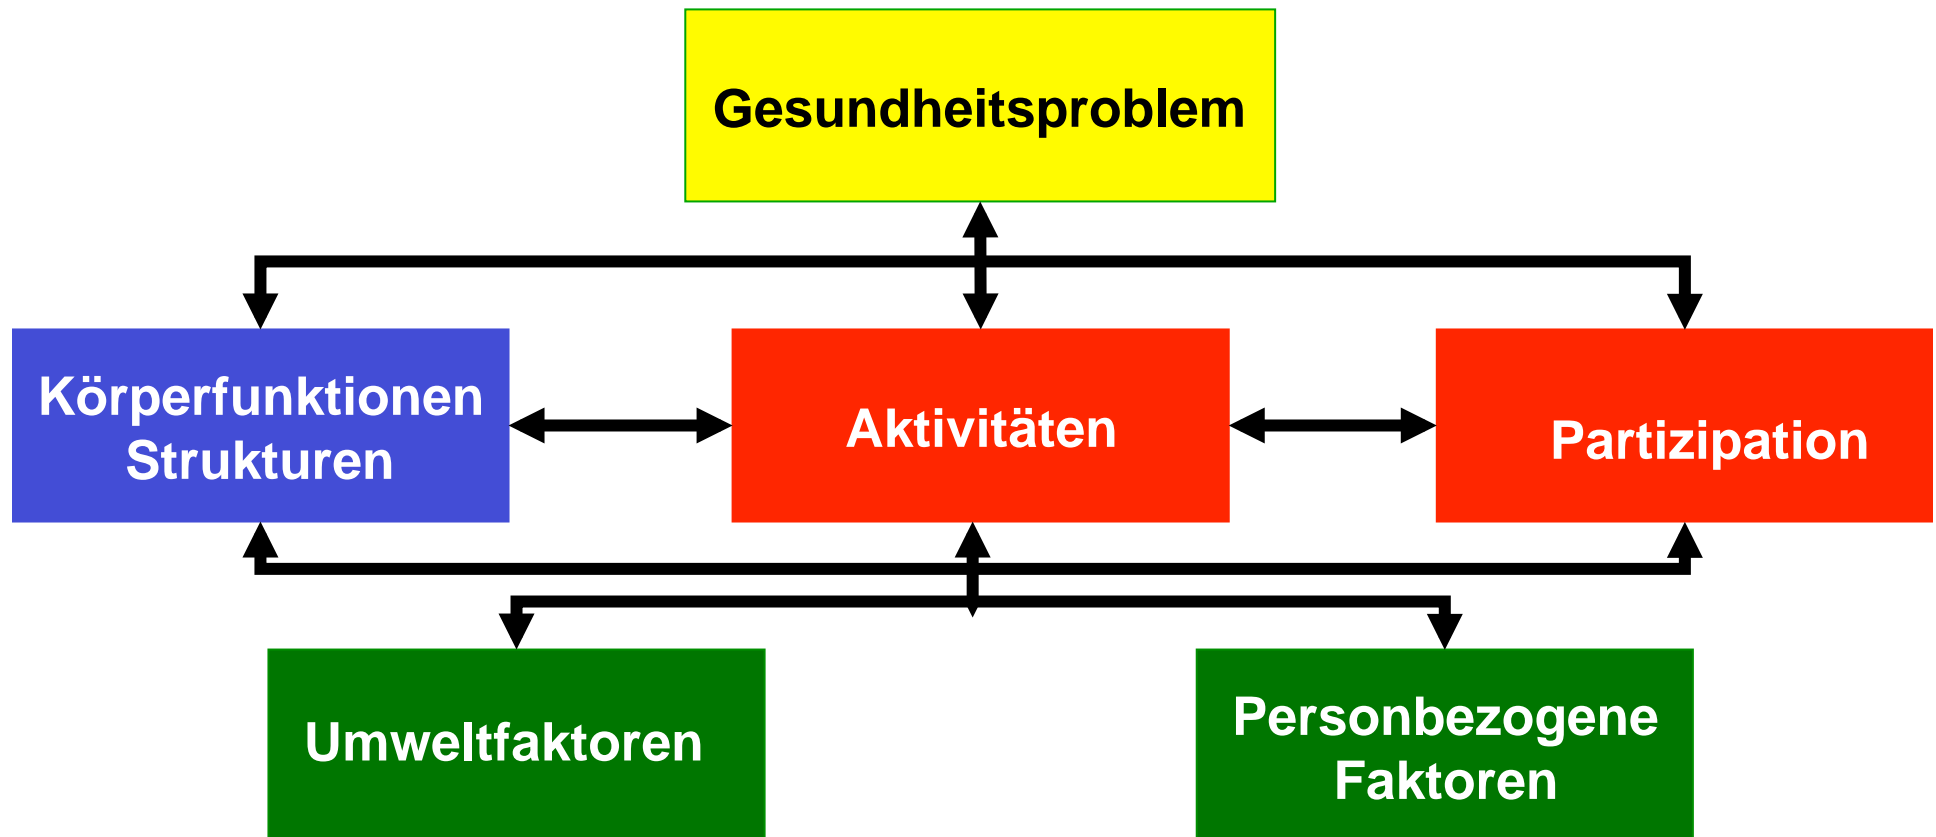 Gesundheitsproblem
Körperfunktionen
Strukturen
Aktivitäten
Partizipation
Umweltfaktoren
Personbezogene
Faktoren